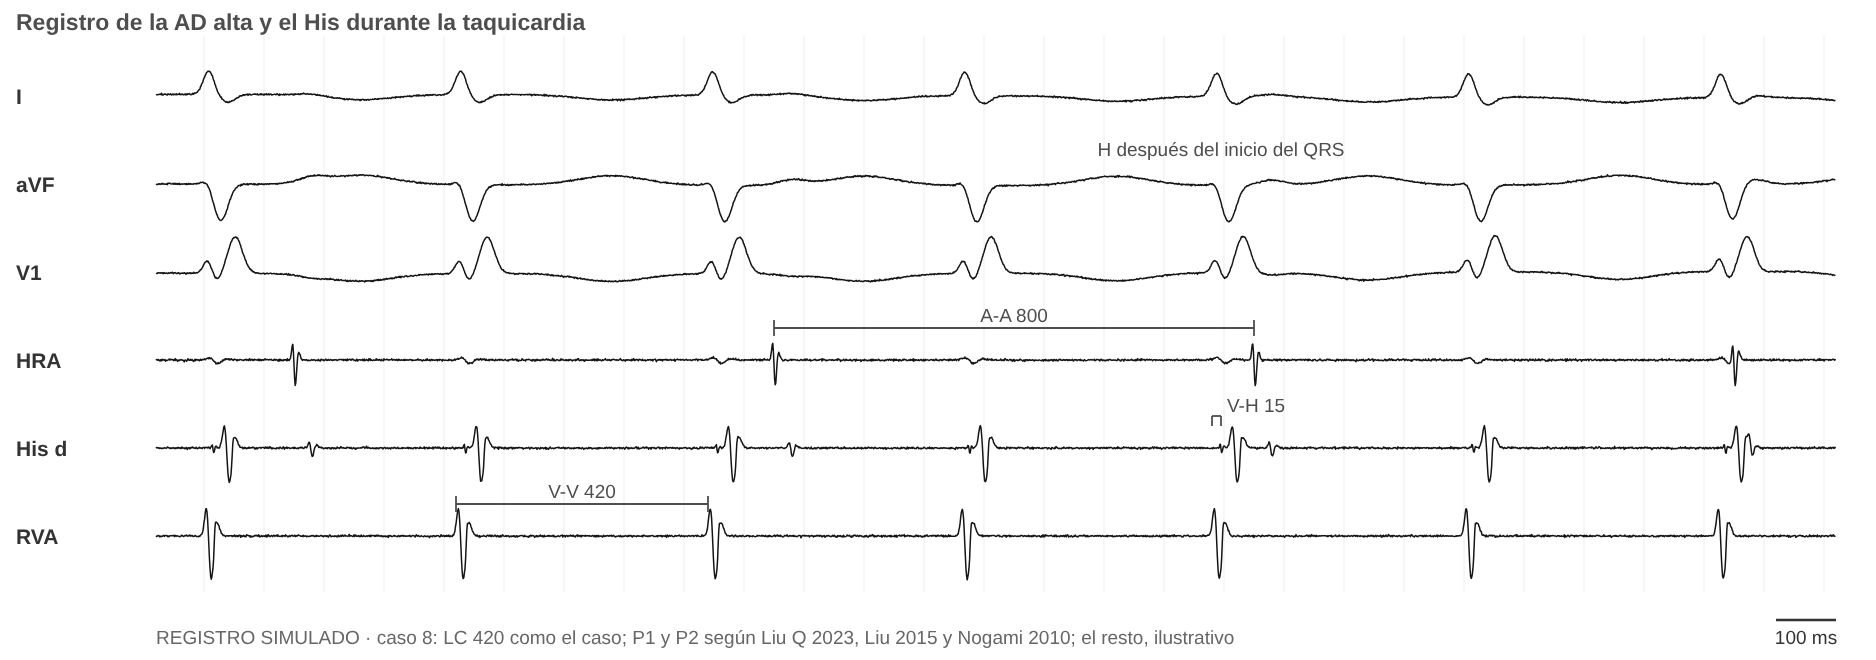 Registro de la AD alta y el His durante la taquicardia
I
H después del inicio del QRS
aVF
V1
A-A 800
HRA
V-H 15
His d
V-V 420
RVA
REGISTRO SIMULADO · caso 8: LC 420 como el caso; P1 y P2 según Liu Q 2023, Liu 2015 y Nogami 2010; el resto, ilustrativo
100 ms